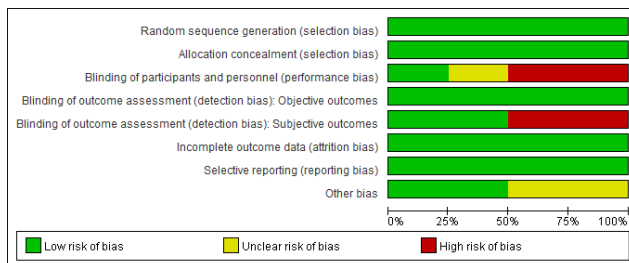 Random sequence generation (selection bias)
Allocation concealment (selection bias)
Blinding of participants and personnel (performance bias)
Blinding of outcome assessment (detection bias): Objective outcomes
Blinding of outcome assessment (detection bias): Subjective outcomes
Incomplete outcome data (attrition bias)
Selective reporting (reporting bias)
Other bias
0% 25% 50% 75% 100%
Low risk of bias Unclear risk of bias High risk of bias